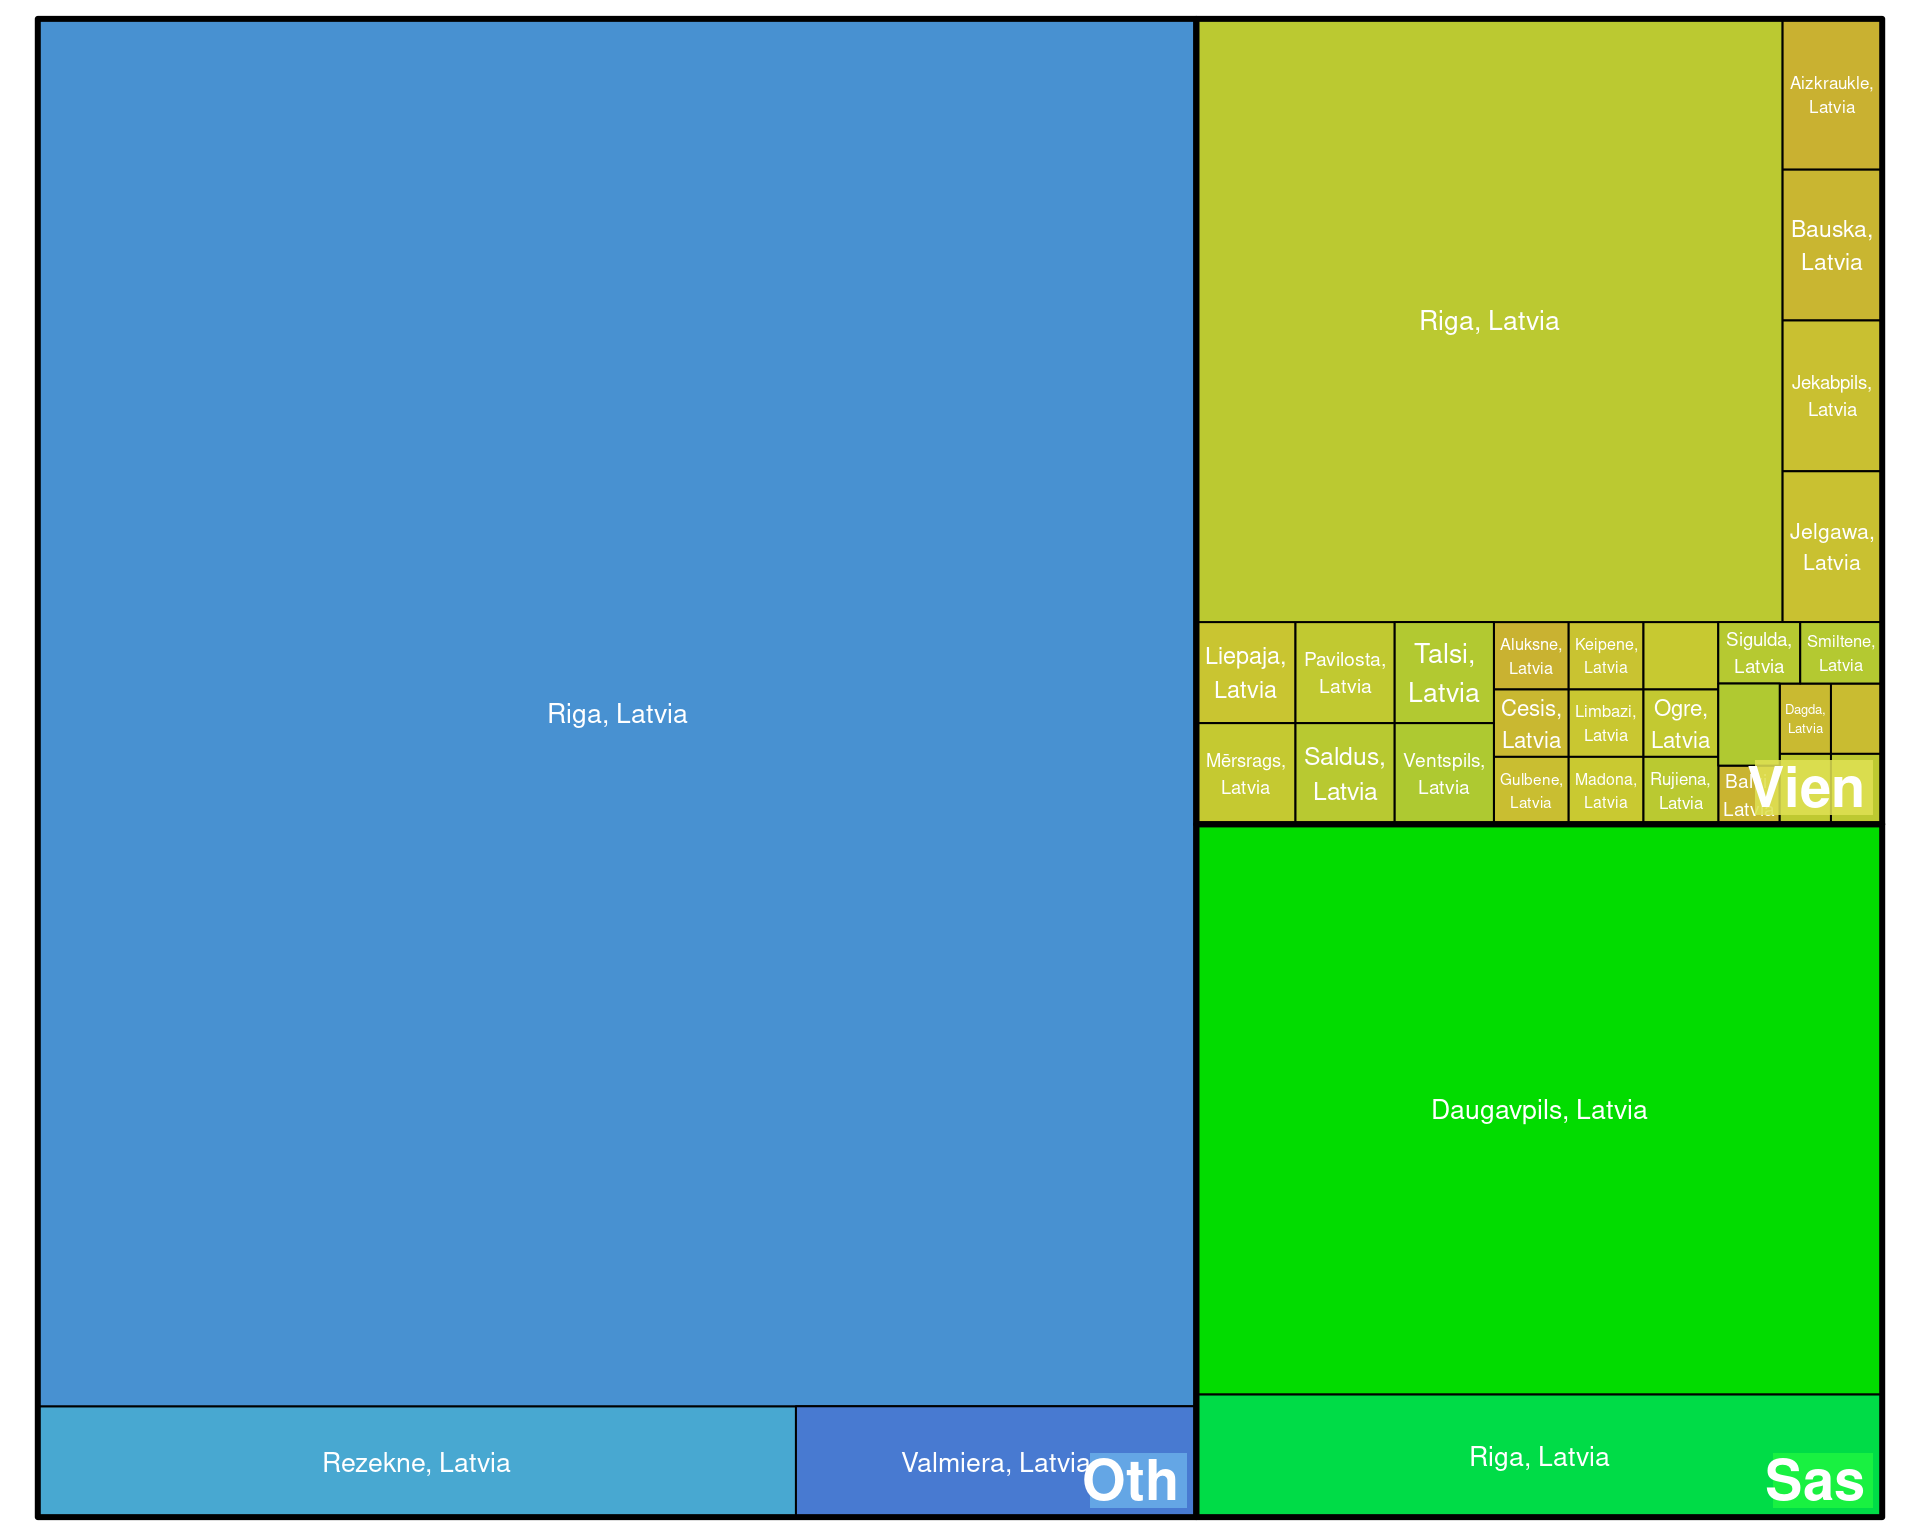 Riga, Latvia
Rezekne, Latvia
Valmiera, Latvia
Oth
Riga, Latvia
Aizkraukle,
Latvia
Bauska,
Latvia
Jekabpils,
Latvia
Jelgawa,
Latvia
Liepaja,
Latvia
Pavilosta,
Latvia
Talsi,
Latvia
Mērsrags,
Latvia
Saldus,
Latvia
Ventspils,
Latvia
Aluksne,
Latvia
Keipene,
Latvia
Cesis,
Latvia
Limbazi,
Latvia
Ogre,
Latvia
Gulbene,
Latvia
Madona,
Latvia
Rujiena,
Latvia
Sigulda,
Latvia
Smiltene,
Latvia
Dagda,
Latvia
Latvia
Vien
Daugavpils, Latvia
Riga, Latvia
Sas